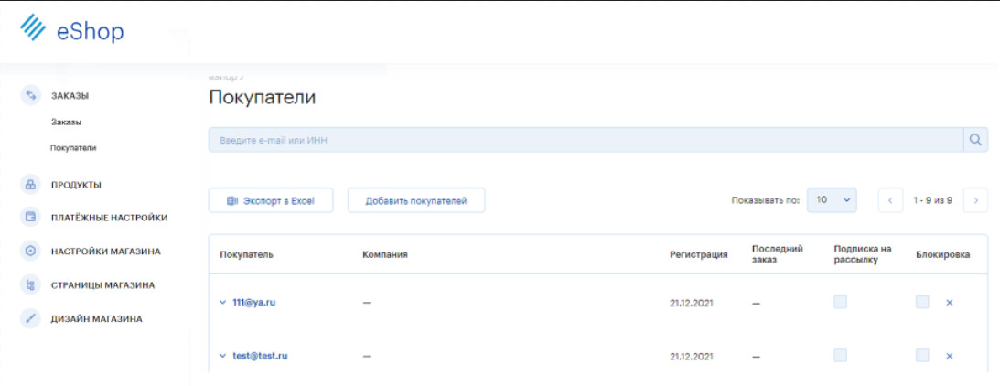 eShop
eShop /
Покупатели
ЗАКАЗЫ
Заказы
Покупатели
ПРОДУКТЫ
ПЛАТЁЖНЫЕ НАСТРОЙКИ
НАСТРОЙКИ МАГАЗИНА
СТРАНИЦЫ МАГАЗИНА
ДИЗАЙН МАГАЗИНА
Введите e-mail или ИНН
Экспорт в Excel
Добавить покупателей
Показывать по: 10
1 - 9 из 9
Покупатель Компания Регистрация Последний заказ Подписка на рассылку Блокировка
111@ya.ru — 21.12.2021 —
test@test.ru — 21.12.2021 —